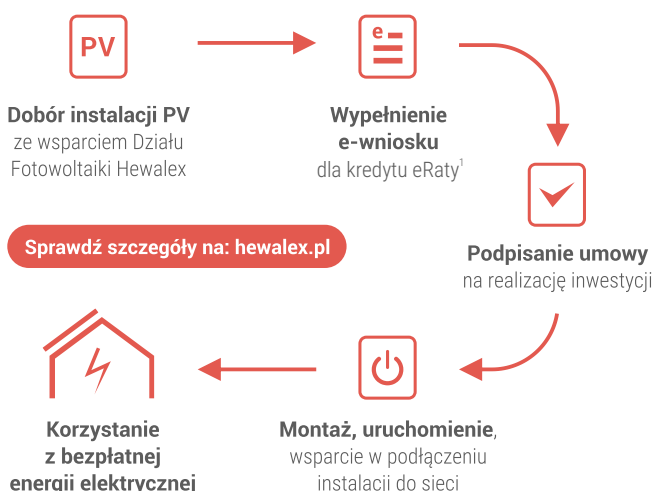 PV
Dobór instalacji PV
ze wsparciem Działu
Fotowoltaiki Hewalex
e
Wypełnienie
e-wniosku
dla kredytu eRaty¹
Podpisanie umowy
na realizację inwestycji
Sprawdź szczegóły na: hewalex.pl
Montaż, uruchomienie,
wsparcie w podłączeniu
instalacji do sieci
Korzystanie
z bezpłatnej
energii elektrycznej